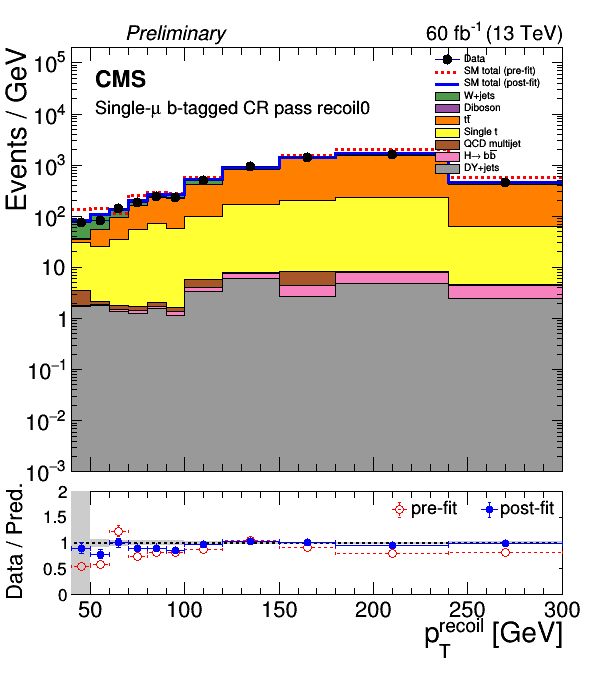 Preliminary 60 fb⁻¹ (13 TeV)
CMS
Single-μ b-tagged CR pass recoil0
Data
SM total (pre-fit)
SM total (post-fit)
W+jets
Diboson
tt̅
Single t
QCD multijet
H→ bb̅
DY+jets
Events / GeV
10⁵
10⁴
10³
10²
10
1
10⁻¹
10⁻²
10⁻³
pre-fit post-fit
Data / Pred.
2
1.5
1
0.5
0
50 100 150 200 250 300
p_T^recoil [GeV]